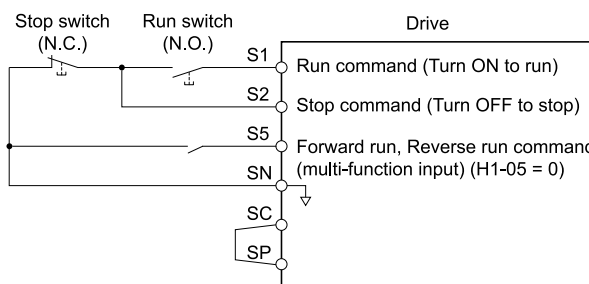 Stop switch
(N.C.)
Run switch
(N.O.)
Drive
S1
Run command (Turn ON to run)
S2
Stop command (Turn OFF to stop)
S5
Forward run, Reverse run command
(multi-function input) (H1-05 = 0)
SN
SC
SP